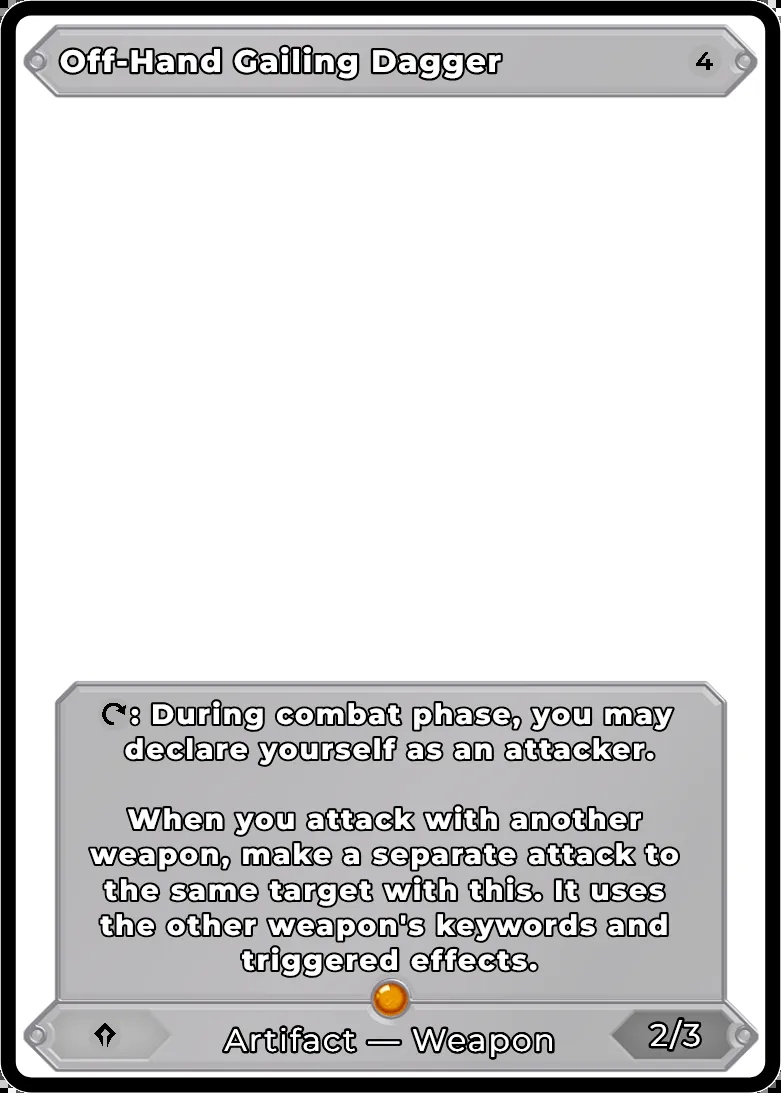 Off-Hand Gailing Dagger
4
: During combat phase, you may
declare yourself as an attacker.
When you attack with another
weapon, make a separate attack to
the same target with this. It uses
the other weapon's keywords and
triggered effects.
Artifact — Weapon
2/3